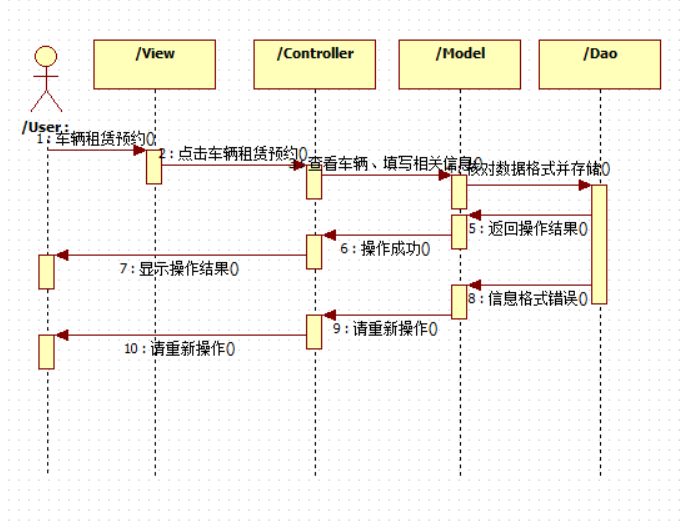 /View
/Controller
/Model
/Dao
/User :
1 : 车辆租赁预约()
2 : 点击车辆租赁预约()
3 : 查看车辆、填写相关信息()
核对数据格式并存储()
5 : 返回操作结果()
6 : 操作成功()
7 : 显示操作结果()
8 : 信息格式错误()
9 : 请重新操作()
10 : 请重新操作()